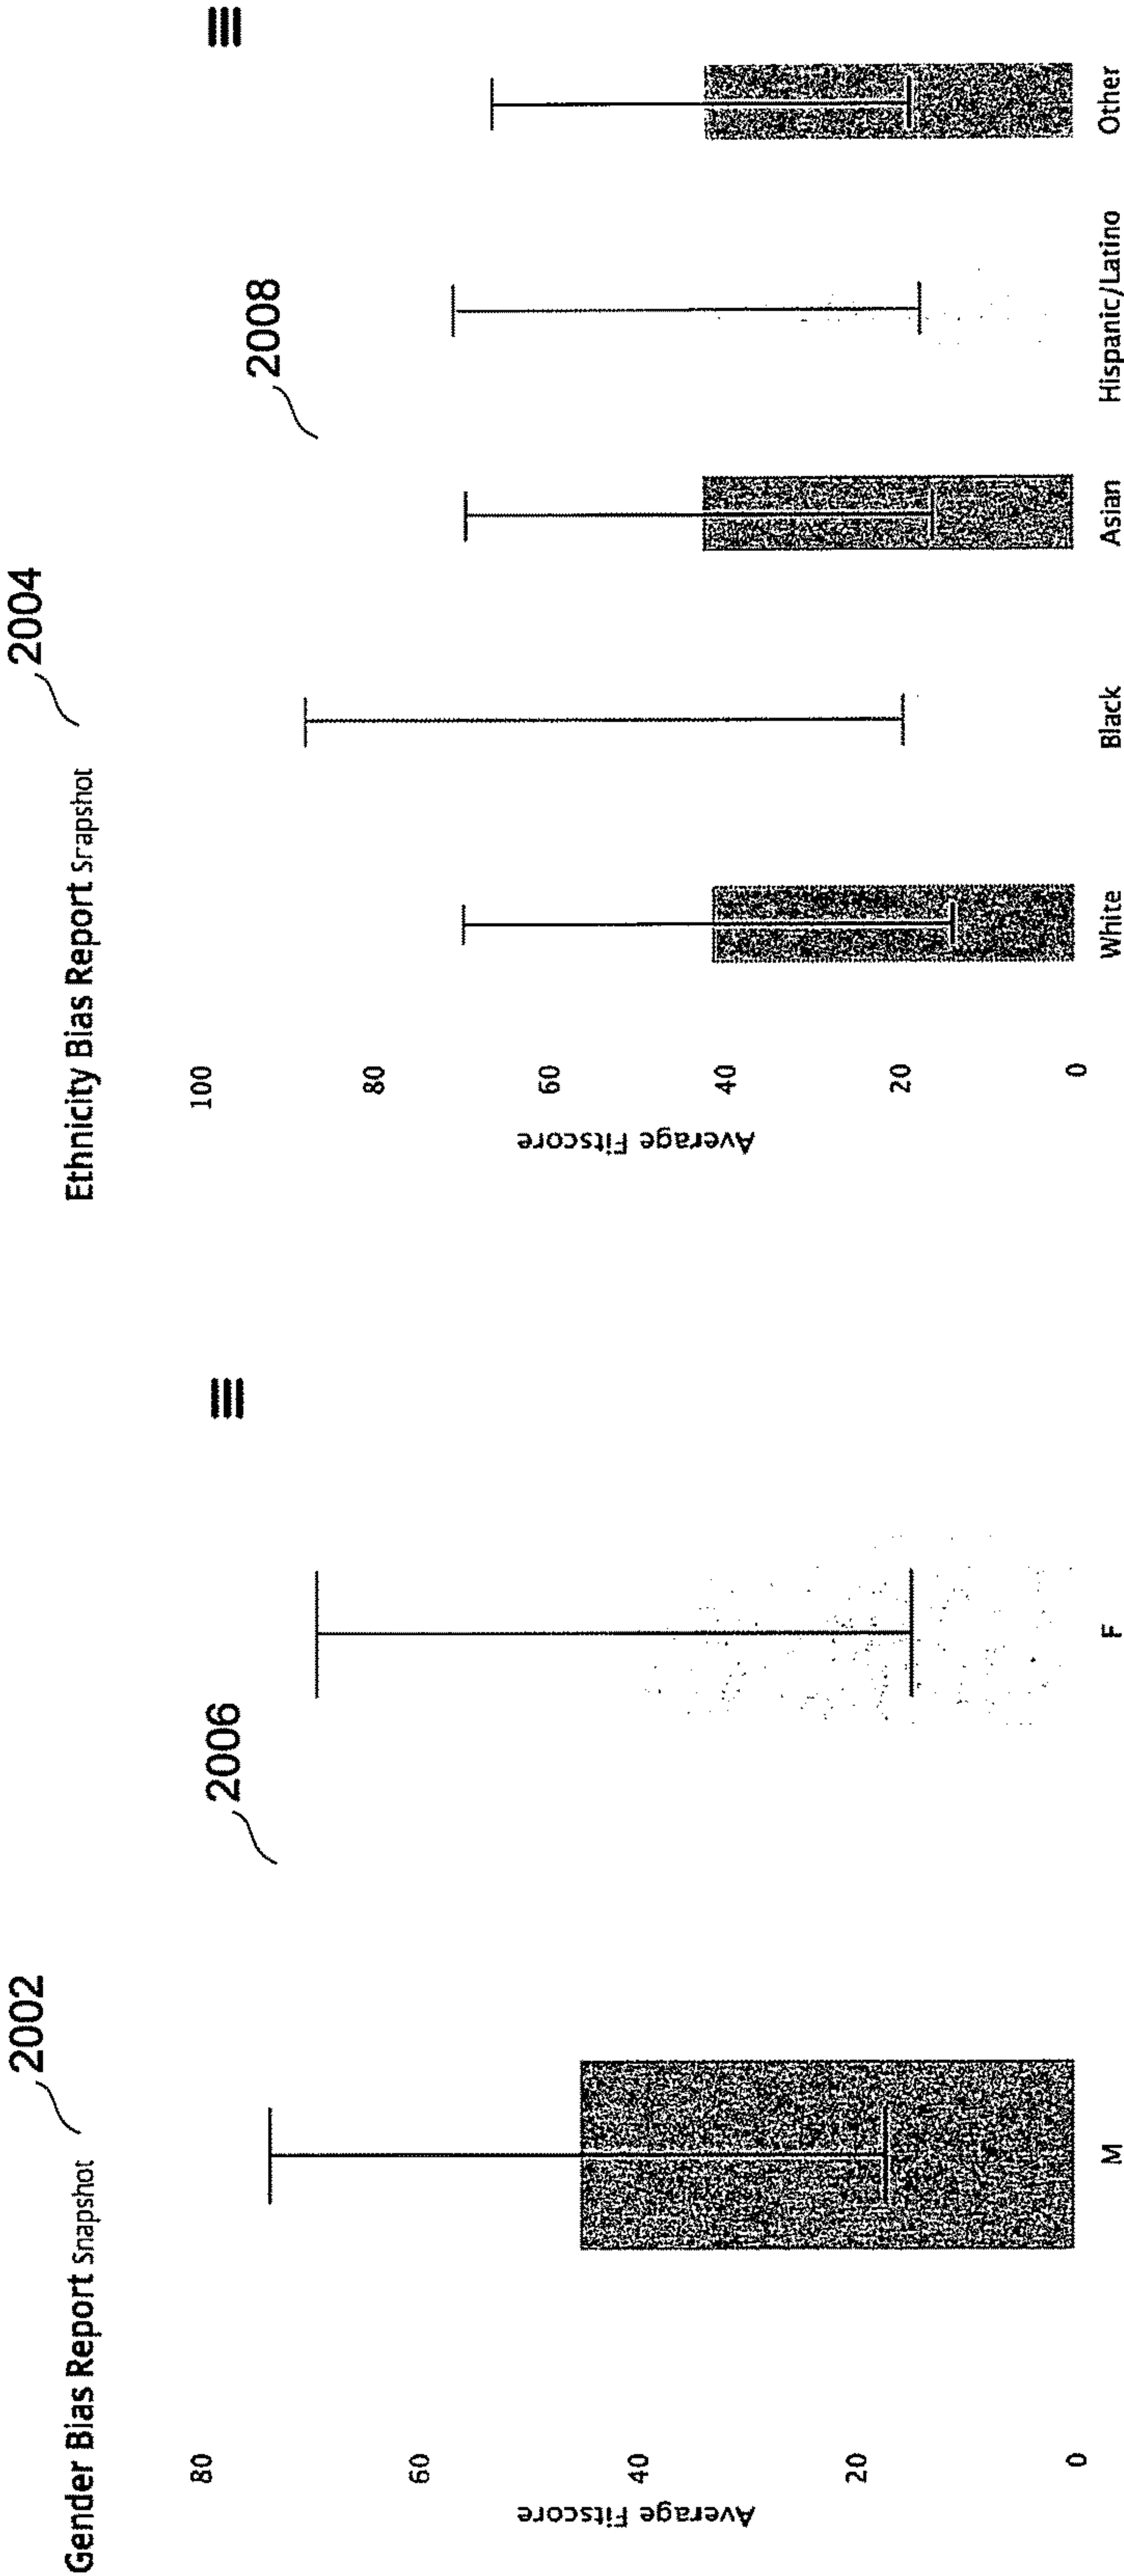 2002
Gender Bias Report Snapshot
2006
80
60
40
20
0
Average Fitscore
M
F
2004
Ethnicity Bias Report Srapshot
2008
100
80
60
40
20
0
Average Fitscore
White
Black
Asian
Hispanic/Latino
Other